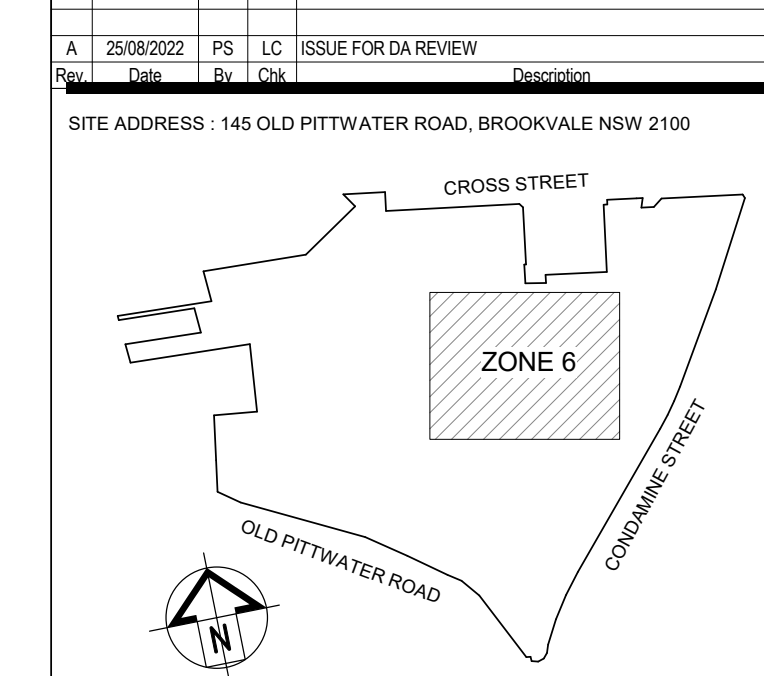 A 25/08/2022 PS LC ISSUE FOR DA REVIEW
Rev. Date By Chk Description
SITE ADDRESS : 145 OLD PITTWATER ROAD, BROOKVALE NSW 2100
CROSS STREET
ZONE 6
CONDAMINE STREET
OLD PITTWATER ROAD
N